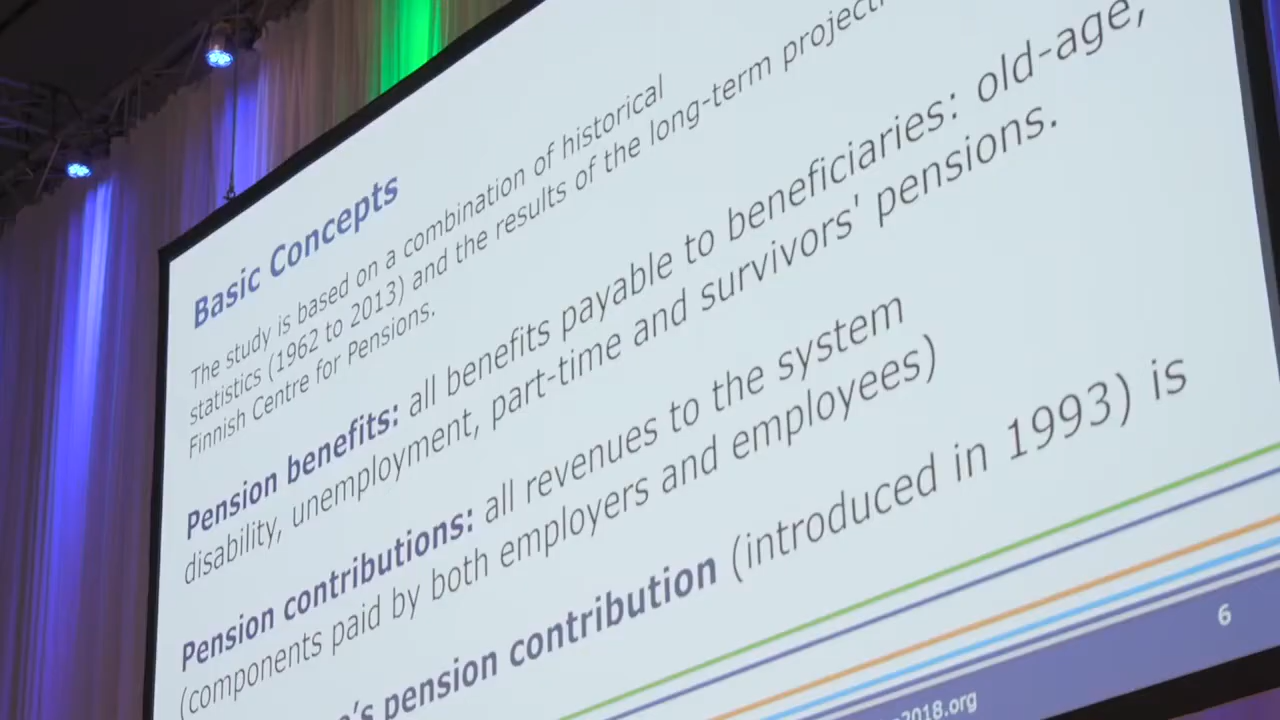 Basic Concepts
The study is based on a combination of historical
statistics (1962 to 2013) and the results of the long-term
Finnish Centre for Pensions.
Pension benefits: all benefits payable to beneficiaries: old-age,
disability, unemployment, part-time and survivors' pensions.
Pension contributions: all revenues to the system
(components paid by both employers and employees)
pension contribution (introduced in 1993) is
6
2018.org